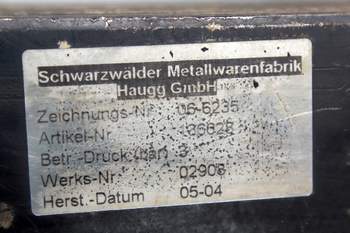 Schwarzwälder Metallwarenfabrik
Haugg GmbH
Zeichnungs-Nr. 06-5235
Artikel-Nr.
Betr.-Druck (bar) 3
Werks-Nr. 02908
Herst.-Datum 05-04